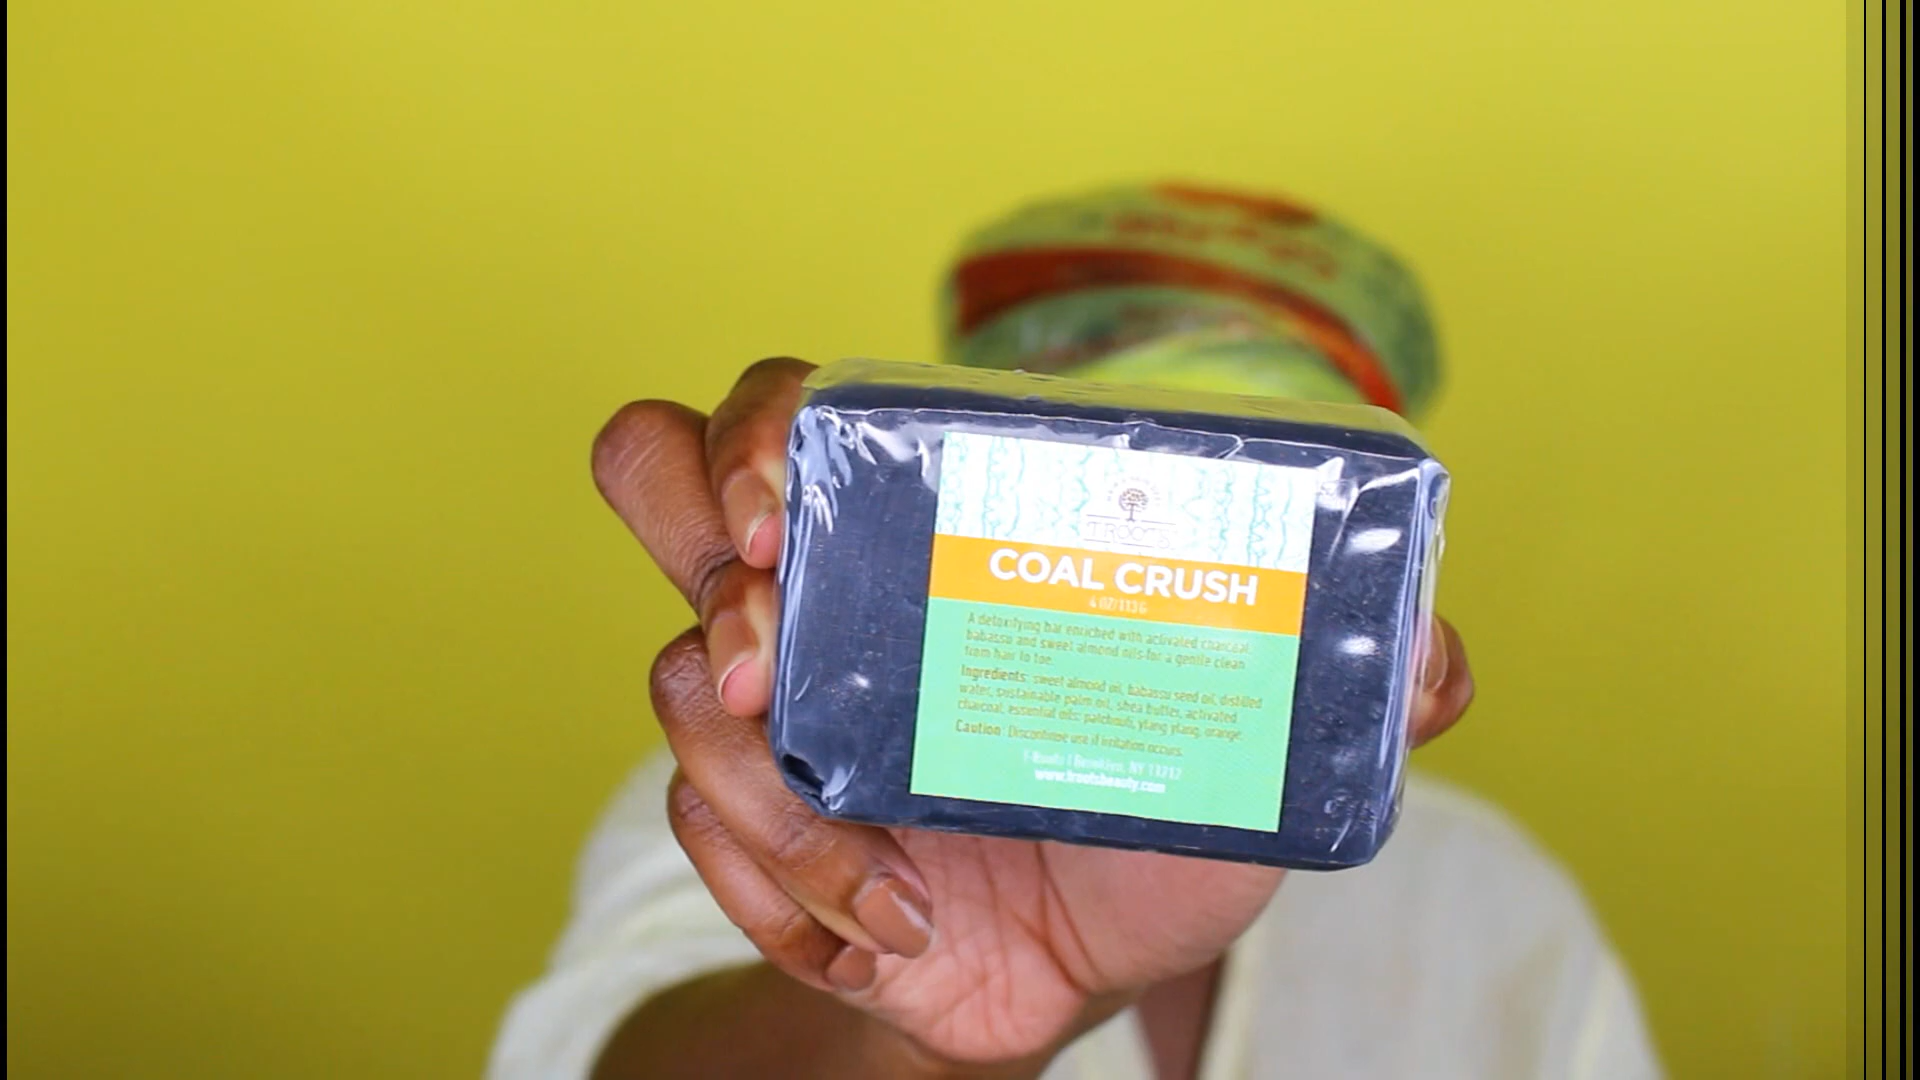 T.ROOTS
COAL CRUSH
4 OZ/113 G
A detoxifying bar enriched with activated charcoal,
babassu and sweet almond oils for a gentle clean
from hair to toe.
Ingredients: sweet almond oil, babassu seed oil, distilled
water, sustainable palm oil, shea butter, activated
charcoal, essential oils: patchouli, ylang ylang, orange.
Caution: Discontinue use if irritation occurs.
T-Roots | Brooklyn, NY 11212
www.trootsbeauty.com